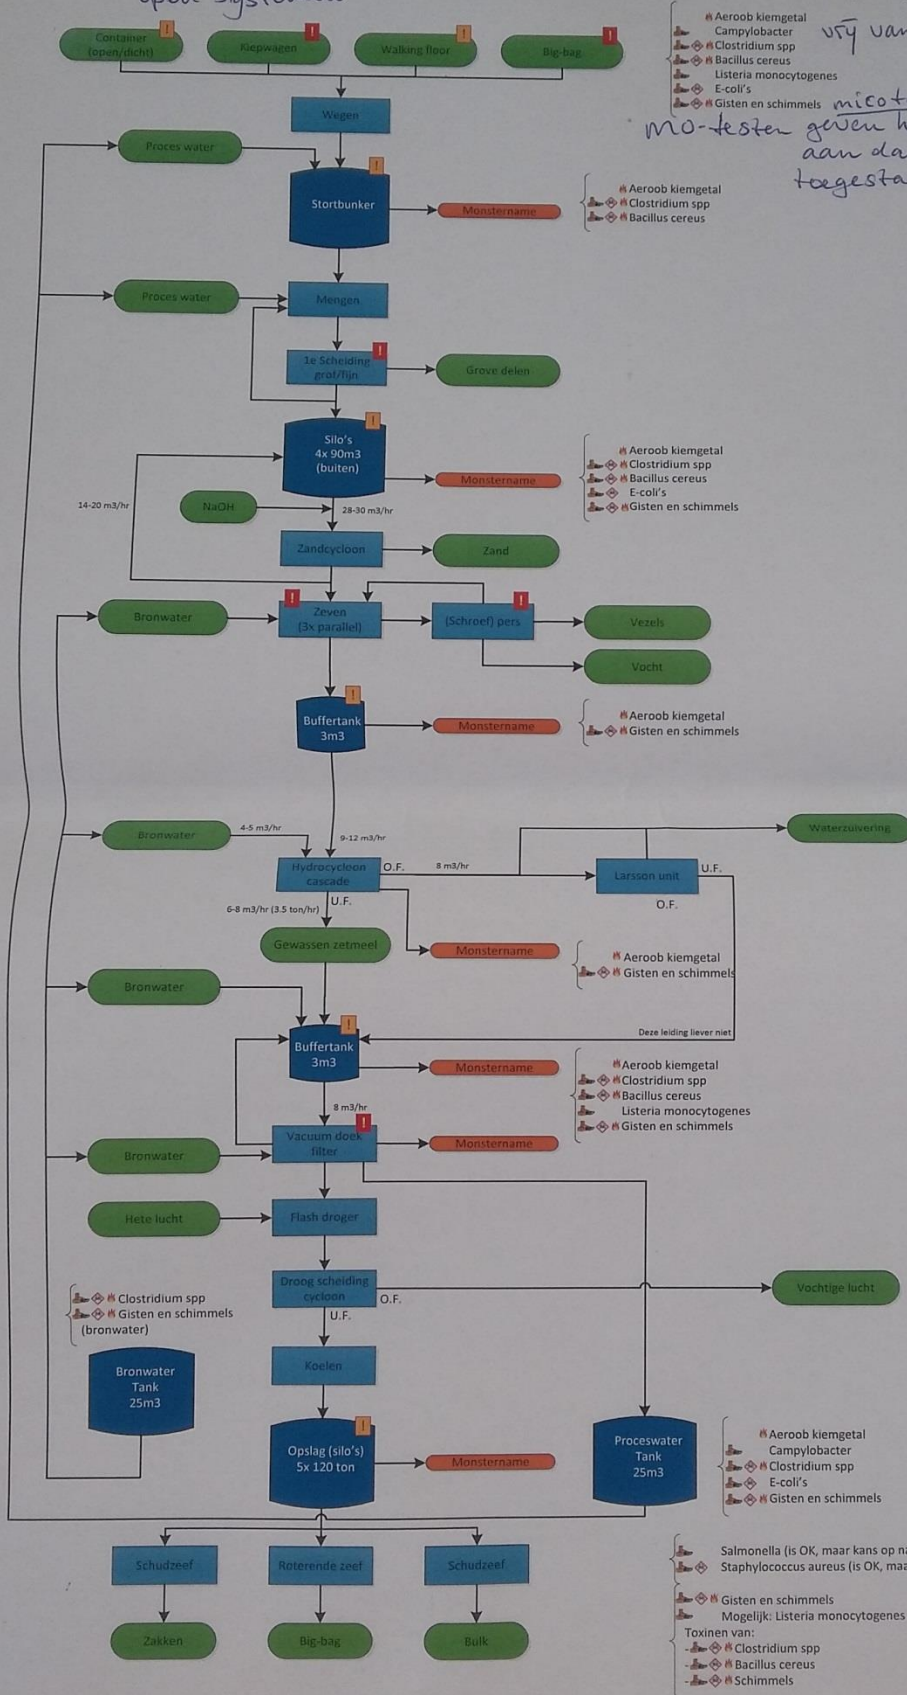 open
Container
(open/dicht)
Kiepwagen
Walking floor
Big-bag
Aeroob kiemgetal
Campylobacter
Clostridium spp
Bacillus cereus
Listeria monocytogenes
E-coli's
Gisten en schimmels
vrij van
MO-testen geven
aan da
toegesta
Wegen
Proces water
Stortbunker
Monstername
Aeroob kiemgetal
Clostridium spp
Bacillus cereus
Proces water
Mengen
1e Scheiding
grof/fijn
Grove delen
Silo's
4x 90m3
(buiten)
Monstername
Aeroob kiemgetal
Clostridium spp
Bacillus cereus
E-coli's
Gisten en schimmels
14-20 m3/hr
NaOH
28-30 m3/hr
Zandcycloon
Zand
Bronwater
Zeven
(3x parallel)
(Schroef) pers
Vezels
Vocht
Buffertank
3m3
Monstername
Aeroob kiemgetal
Gisten en schimmels
Bronwater
4-5 m3/hr
9-12 m3/hr
Waterzuivering
Hydrocycloon
cascade
O.F.
8 m3/hr
Larsson unit
U.F.
O.F.
U.F.
6-8 m3/hr (3.5 ton/hr)
Gewassen zetmeel
Monstername
Aeroob kiemgetal
Gisten en schimmels
Bronwater
Deze leiding liever niet
Buffertank
3m3
Monstername
Aeroob kiemgetal
Clostridium spp
Bacillus cereus
Listeria monocytogenes
Gisten en schimmels
8 m3/hr
Bronwater
Vacuum doek
filter
Monstername
Hete lucht
Flash droger
Droog scheiding
cycloon
O.F.
U.F.
Vochtige lucht
Clostridium spp
Gisten en schimmels
(bronwater)
Bronwater
Tank
25m3
Koelen
Opslag (silo's)
5x 120 ton
Monstername
Proceswater
Tank
25m3
Aeroob kiemgetal
Campylobacter
Clostridium spp
E-coli's
Gisten en schimmels
Schudzeef
Roterende zeef
Schudzeef
Zakken
Big-bag
Bulk
Salmonella (is OK, maar kans op na
Staphylococcus aureus (is OK, maa
Gisten en schimmels
Mogelijk: Listeria monocytogenes
Toxinen van:
- Clostridium spp
- Bacillus cereus
- Schimmels